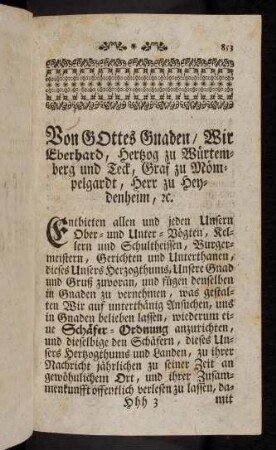 853
Von GOttes Gnaden/ Wir
Eberhard, Hertzog zu Würtem-
berg und Teck, Graf zu Möm-
pelgardt, Herr zu Hey-
denheim, ꝛc.
Entbieten allen und jeden Unsern
Ober- und Unter-Vögten, Kel-
lern und Schultheissen, Burger-
meistern, Gerichten und Unterthanen,
dieses Unsers Hertzogthums, Unsere Gnad
und Gruß zuvoran, und fügen denselben
in Gnaden zu vernehmen, was gestal-
ten Wir auf unterthänig Ansuchen, uns
in Gnaden belieben lassen, wiederum ei-
ne Schäfer-Ordnung anzurichten,
und dieselbige den Schäfern, dieses Un-
sers Hertzogthums und Landen, zu ihrer
Nachricht jährlichen zu seiner Zeit an
gewöhnlichem Ort, und ihrer Zusam-
menkunfft offentlich verlesen zu lassen, da-
Hhh 3 mit